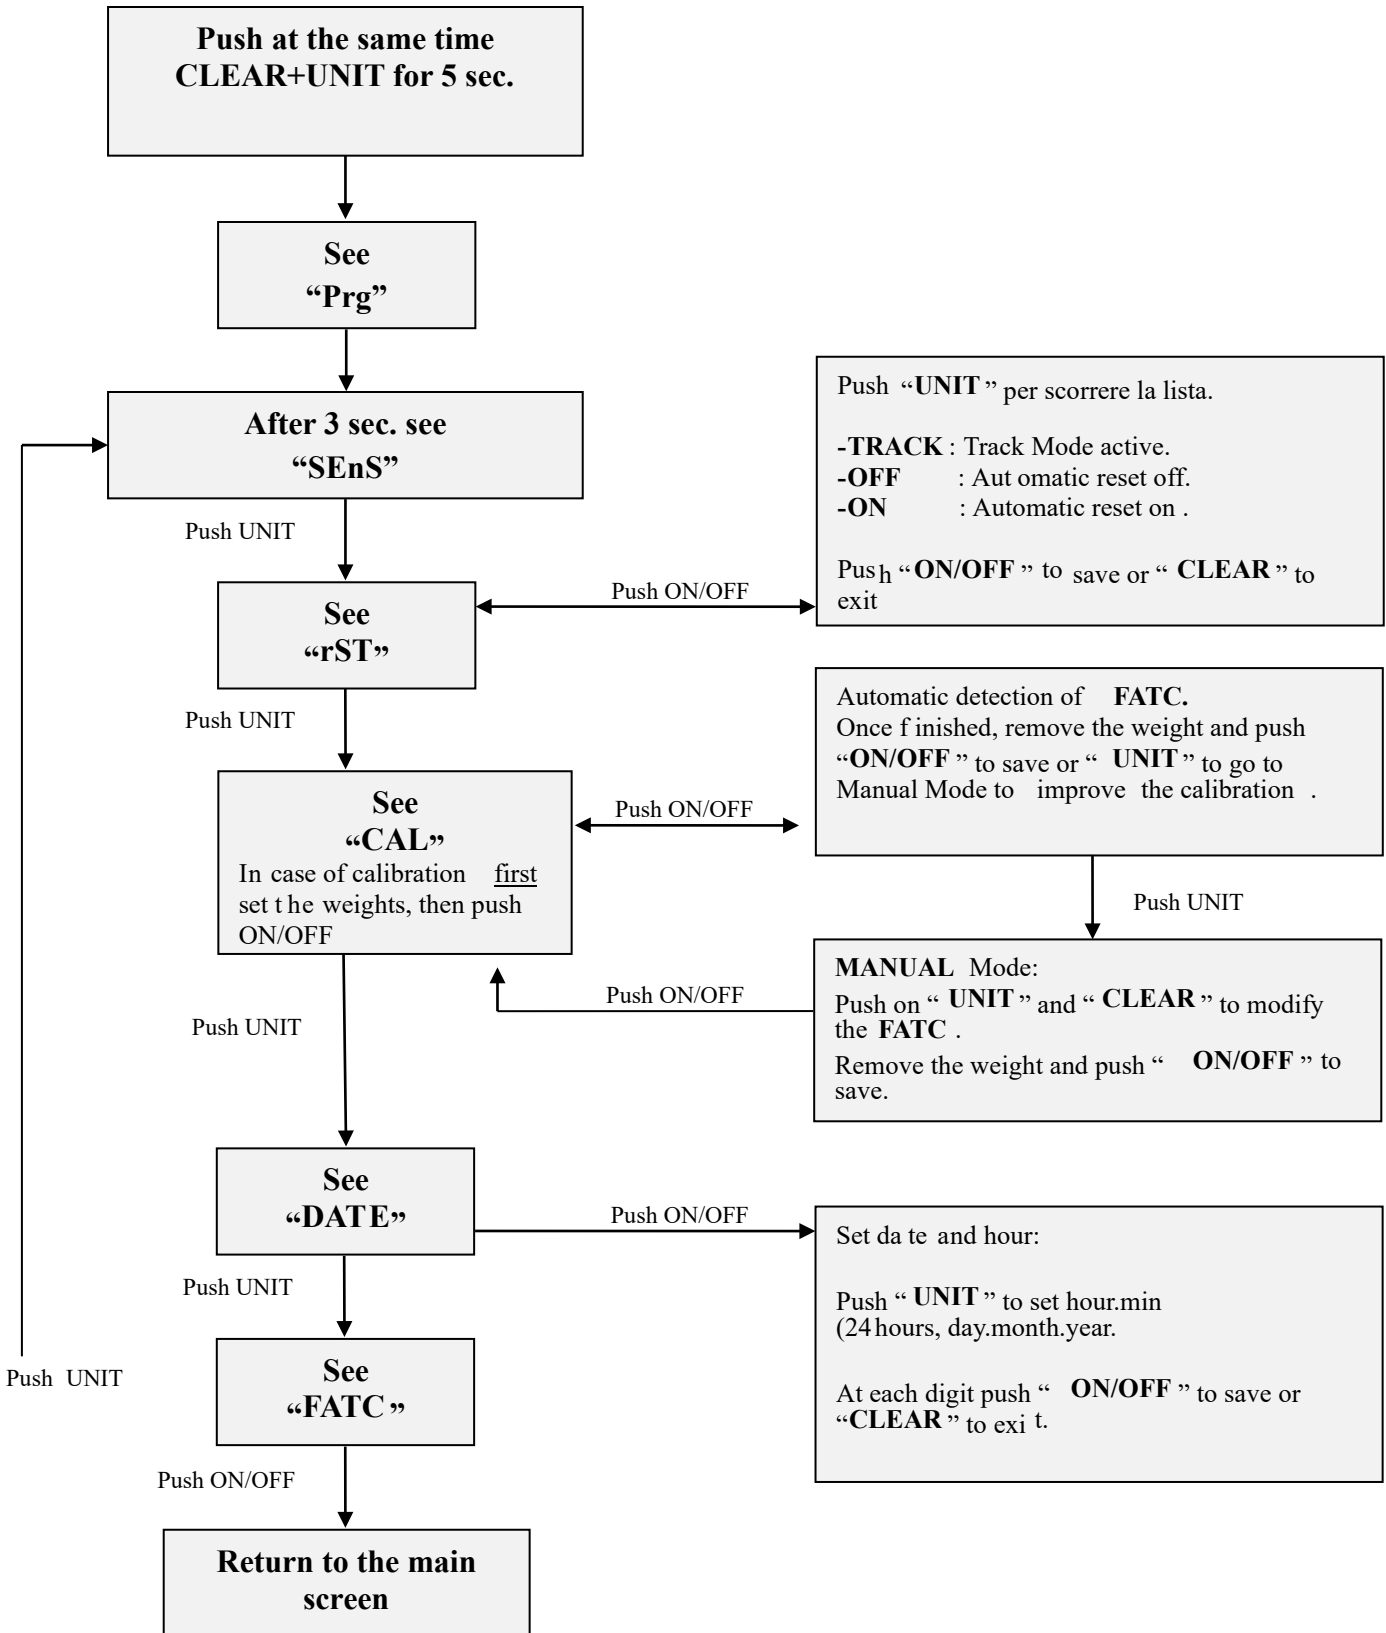 Push at the same time
CLEAR+UNIT for 5 sec.
See
“Prg”
After 3 sec. see
“SEnS”
Push UNIT
See
“rST”
Push ON/OFF
Push “UNIT” per scorrere la lista.
-TRACK : Track Mode active.
-OFF : Aut omatic reset off.
-ON : Automatic reset on .
Push “ON/OFF” to save or “ CLEAR” to
exit
Push UNIT
See
“CAL”
In case of calibration first
set t he weights, then push
ON/OFF
Push ON/OFF
Automatic detection of FATC.
Once f inished, remove the weight and push
“ON/OFF” to save or “ UNIT” to go to
Manual Mode to improve the calibration .
Push UNIT
MANUAL Mode:
Push on “ UNIT” and “ CLEAR” to modify
the FATC .
Remove the weight and push “ ON/OFF” to
save.
Push ON/OFF
Push UNIT
See
“DATE”
Push ON/OFF
Set da te and hour:
Push “ UNIT” to set hour.min
(24 hours, day.month.year.
At each digit push “ ON/OFF” to save or
“CLEAR” to exi t.
Push UNIT
See
“FATC”
Push UNIT
Push ON/OFF
Return to the main
screen